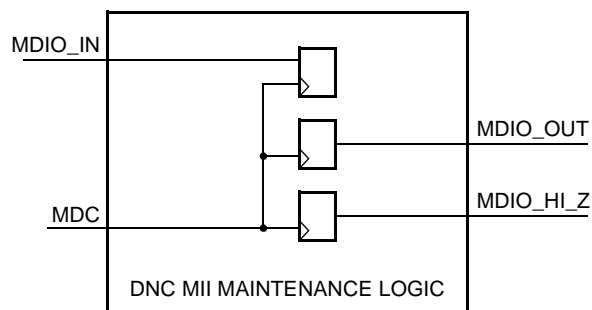 MDIO_IN
MDIO_OUT
MDIO_HI_Z
MDC
DNC MII MAINTENANCE LOGIC